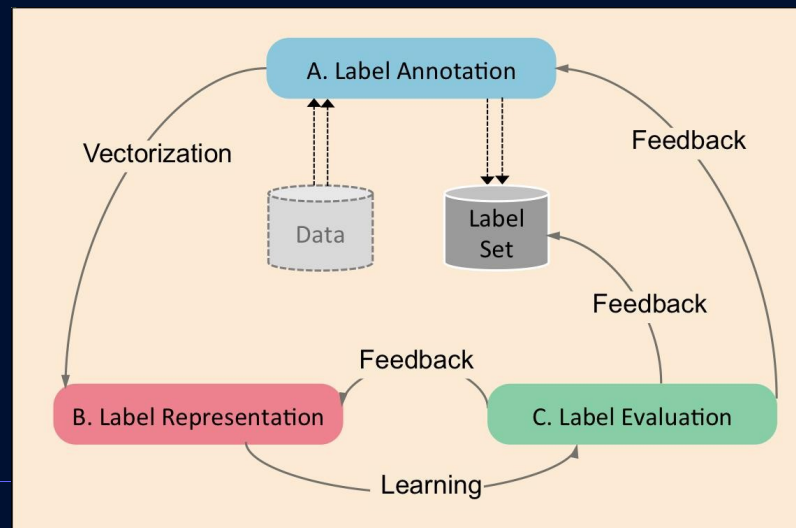 A. Label Annotation
Vectorization
Feedback
Data
Label
Set
Feedback
Feedback
B. Label Representation
C. Label Evaluation
Learning